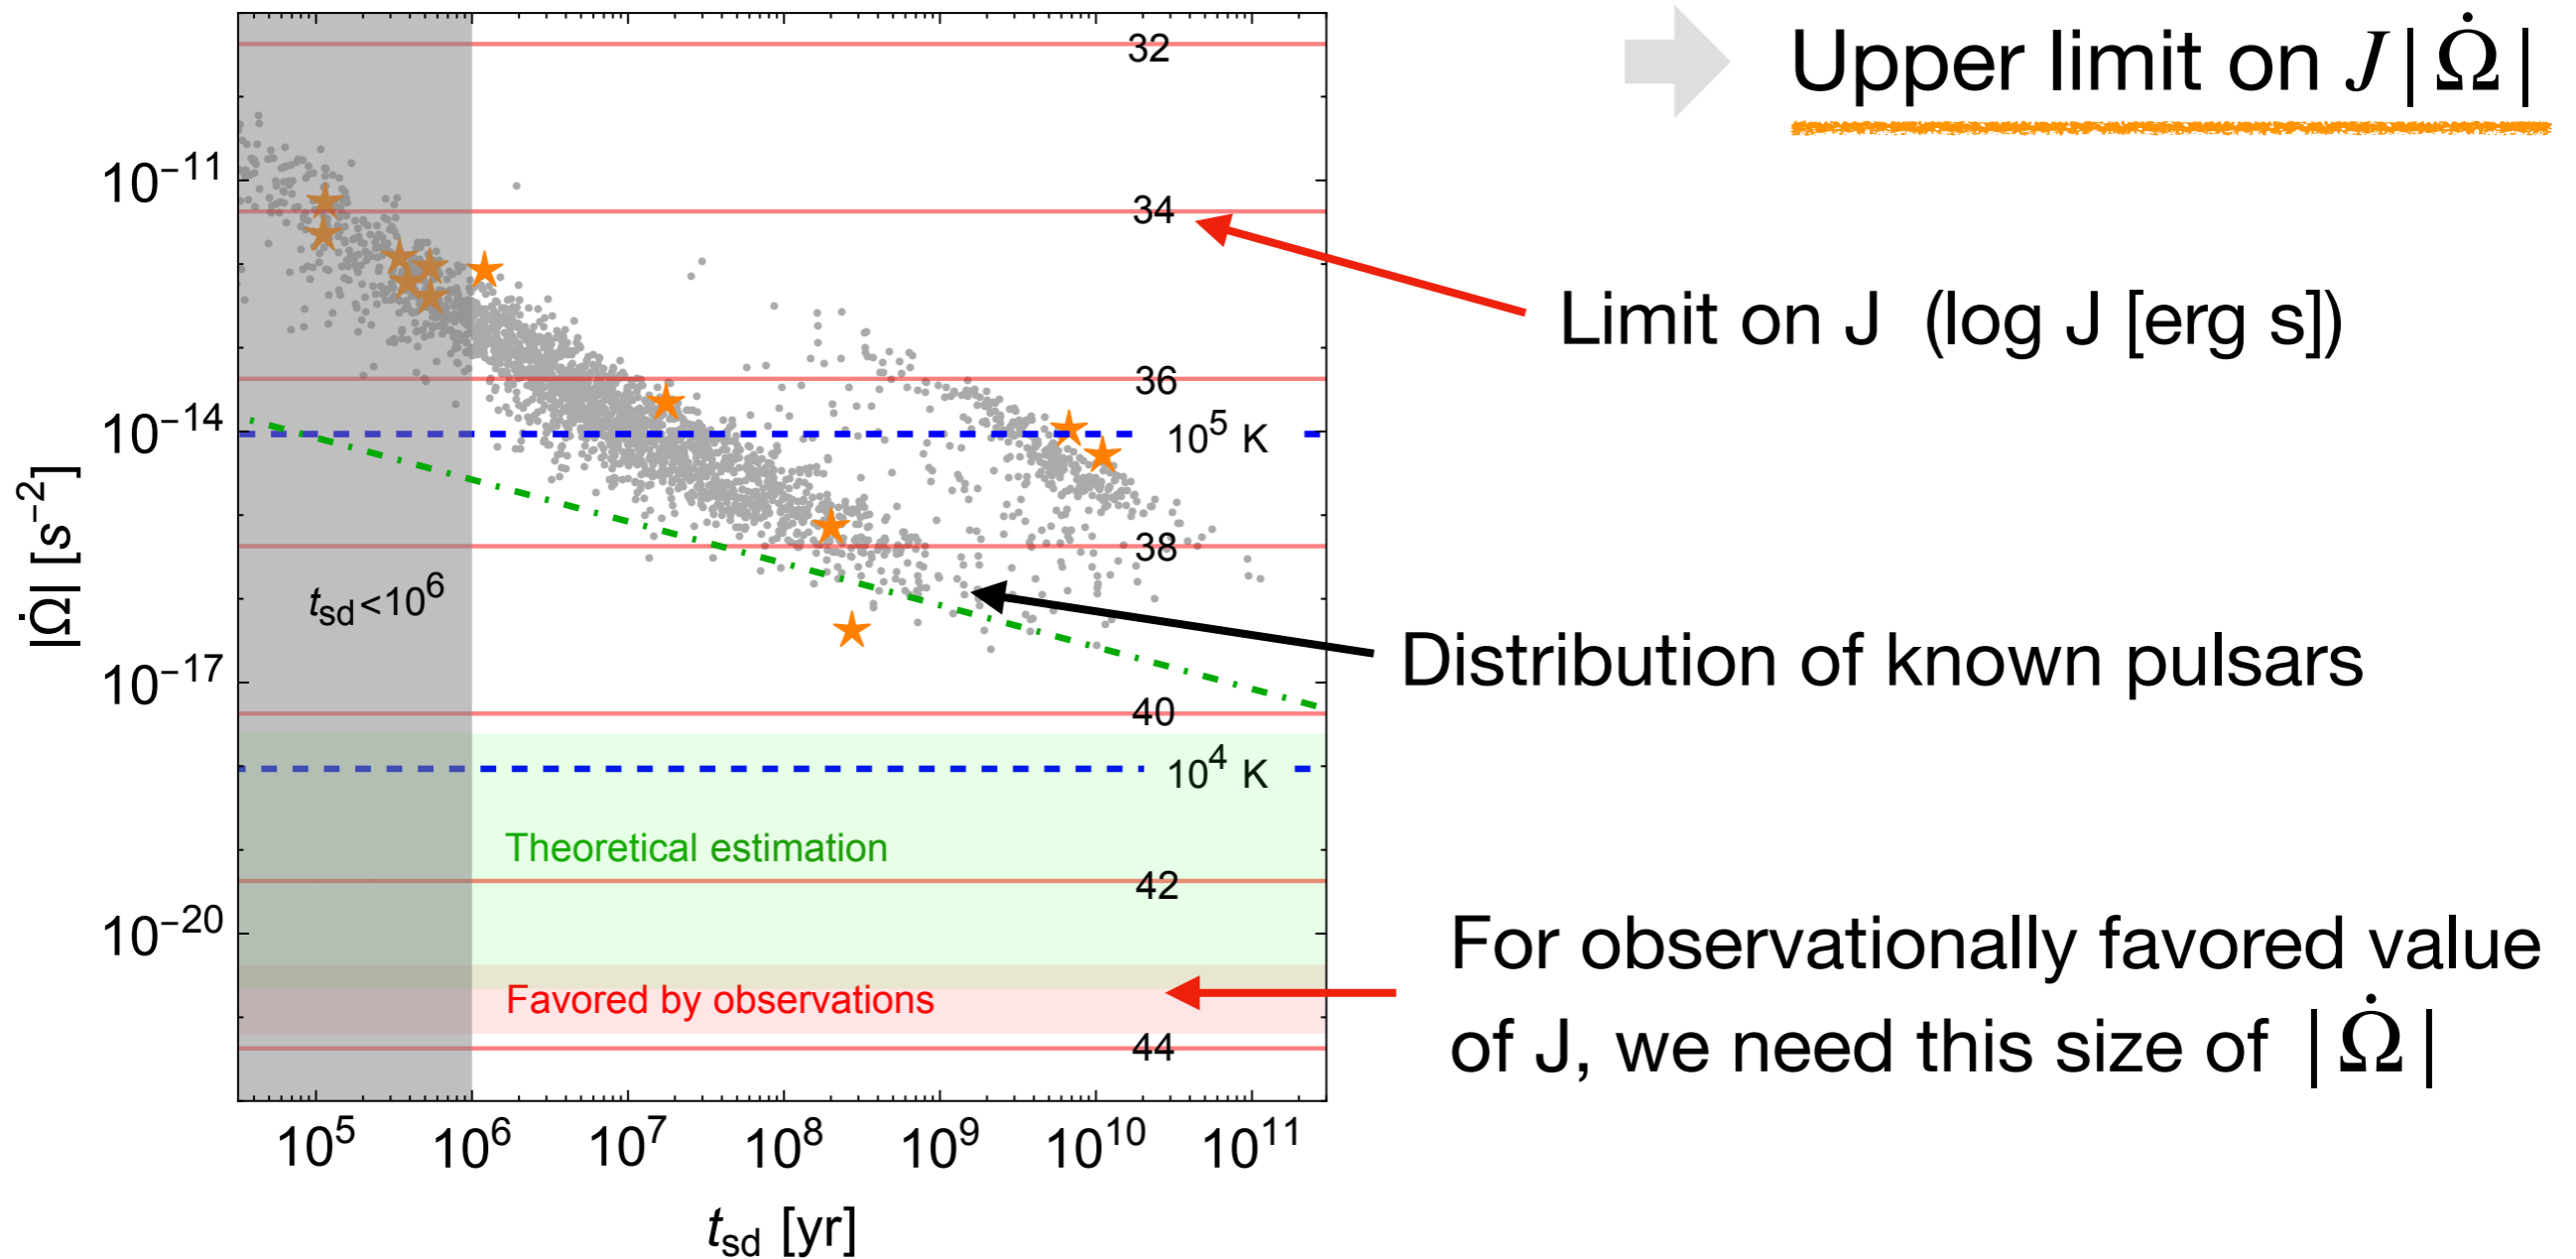 Upper limit on J|Ω̇|
32
10⁻¹¹
34
Limit on J (log J [erg s])
36
10⁻¹⁴
10⁵ K
|Ω̇| [s⁻²]
38
t_sd<10⁶
Distribution of known pulsars
10⁻¹⁷
40
10⁴ K
Theoretical estimation
42
10⁻²⁰
For observationally favored value
of J, we need this size of |Ω̇|
Favored by observations
44
10⁵ 10⁶ 10⁷ 10⁸ 10⁹ 10¹⁰ 10¹¹
t_sd [yr]